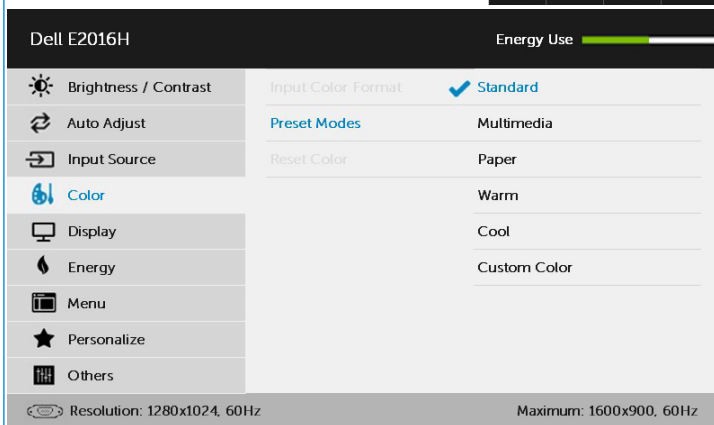 Dell E2016H
Energy Use
Brightness / Contrast
Input Color Format
Standard
Auto Adjust
Preset Modes
Multimedia
Input Source
Reset Color
Paper
Color
Warm
Display
Cool
Energy
Custom Color
Menu
Personalize
Others
Resolution: 1280x1024, 60Hz
Maximum: 1600x900, 60Hz